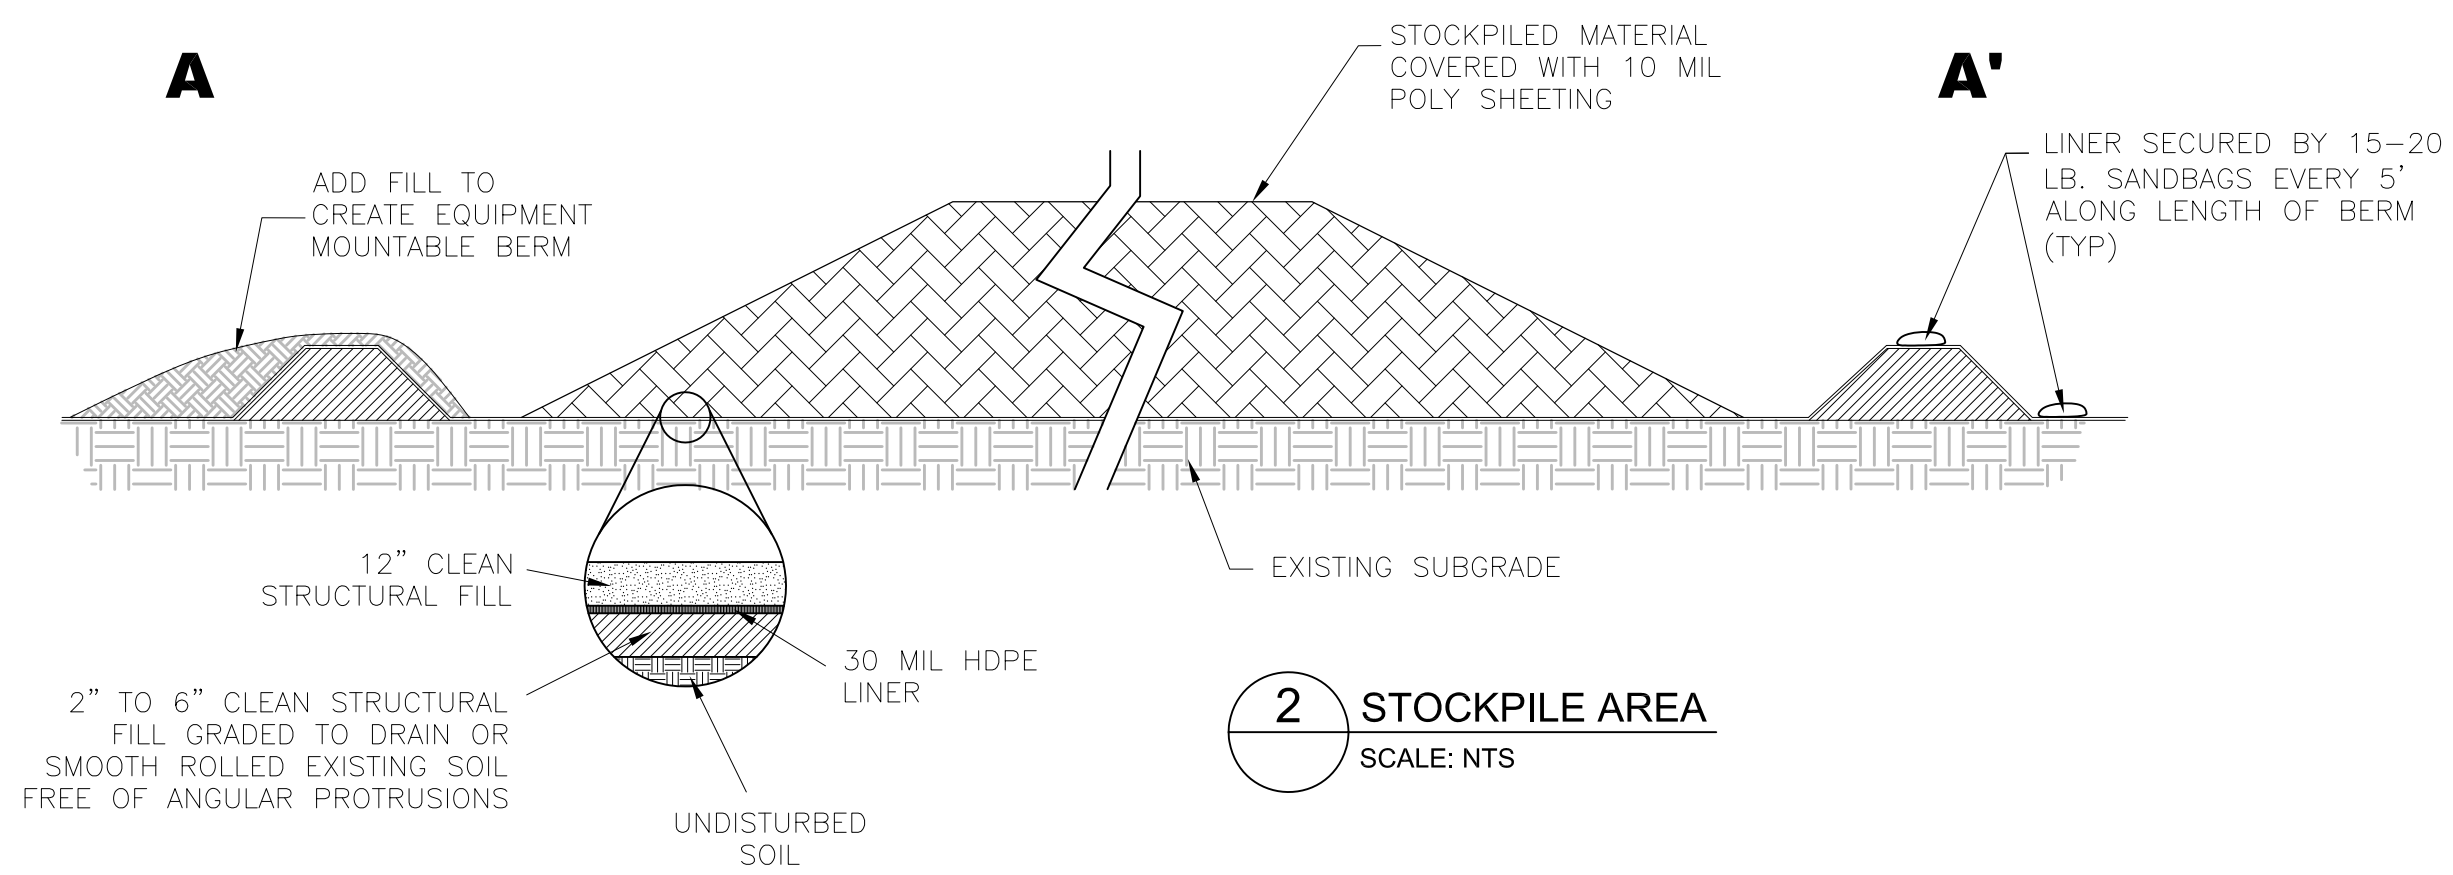 A
A'
STOCKPILED MATERIAL
COVERED WITH 10 MIL
POLY SHEETING
LINER SECURED BY 15-20
LB. SANDBAGS EVERY 5'
ALONG LENGTH OF BERM
(TYP)
ADD FILL TO
CREATE EQUIPMENT
MOUNTABLE BERM
12" CLEAN
STRUCTURAL FILL
EXISTING SUBGRADE
30 MIL HDPE
LINER
2" TO 6" CLEAN STRUCTURAL
FILL GRADED TO DRAIN OR
SMOOTH ROLLED EXISTING SOIL
FREE OF ANGULAR PROTRUSIONS
UNDISTURBED
SOIL
2 STOCKPILE AREA
SCALE: NTS